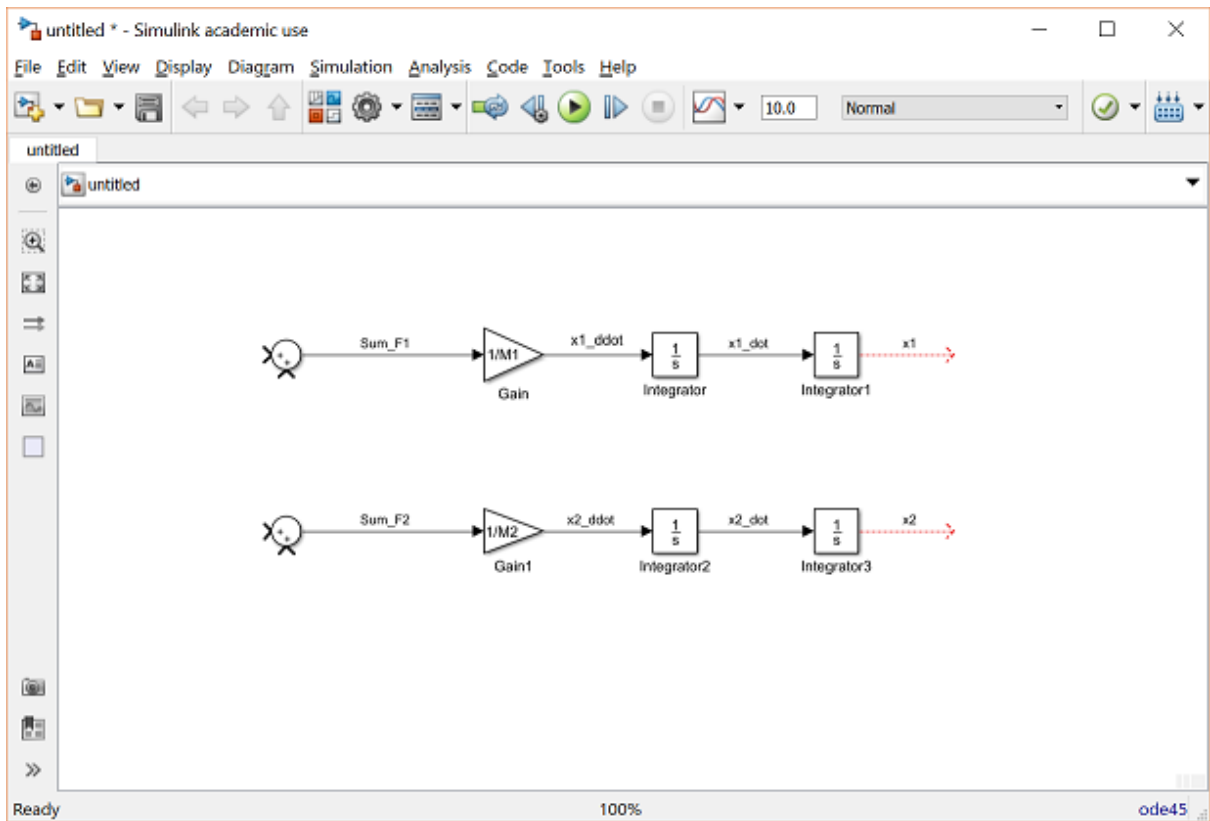 untitled * - Simulink academic use
File Edit View Display Diagram Simulation Analysis Code Tools Help
10.0 Normal
untitled
untitled
Sum_F1 1/M1 x1_ddot 1/s x1_dot 1/s x1
Gain Integrator Integrator1
Sum_F2 1/M2 x2_ddot 1/s x2_dot 1/s x2
Gain1 Integrator2 Integrator3
Ready 100% ode45